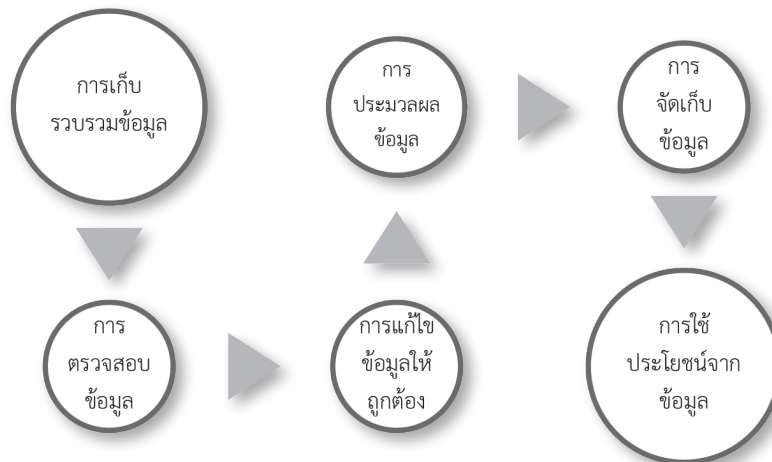 การเก็บ
รวบรวมข้อมูล
การ
ตรวจสอบ
ข้อมูล
การแก้ไข
ข้อมูลให้
ถูกต้อง
การ
ประมวลผล
ข้อมูล
การ
จัดเก็บ
ข้อมูล
การใช้
ประโยชน์จาก
ข้อมูล